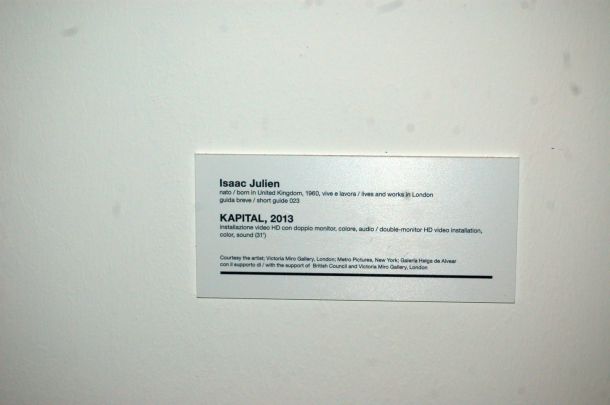 Isaac Julien
nato / born in United Kingdom, 1960, vive e lavora / lives and works in London
guida breve / short guide 023
KAPITAL, 2013
installazione video HD con doppio monitor, colore, audio / double-monitor HD video installation,
color, sound (31')
Courtesy the artist; Victoria Miro Gallery, London; Metro Pictures, New York; Galería Helga de Alvear
con il supporto di / with the support of British Council and Victoria Miro Gallery, London